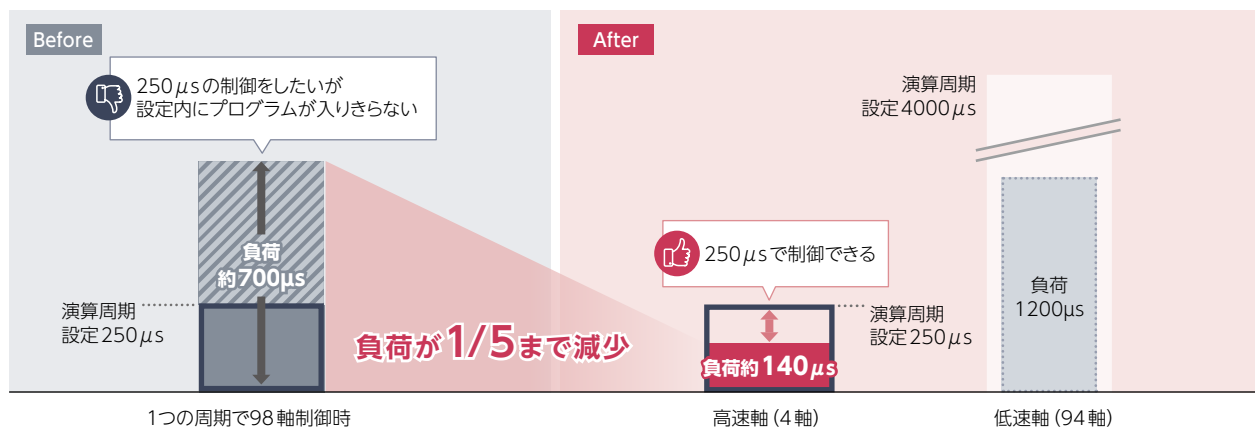 Before
250μsの制御をしたいが
設定内にプログラムが入りきらない
負荷
約700μs
演算周期
設定250μs
1つの周期で98軸制御時
負荷が1/5まで減少
After
250μsで制御できる
負荷約140μs
演算周期
設定250μs
高速軸(4軸)
演算周期
設定4000μs
負荷
1200μs
低速軸(94軸)